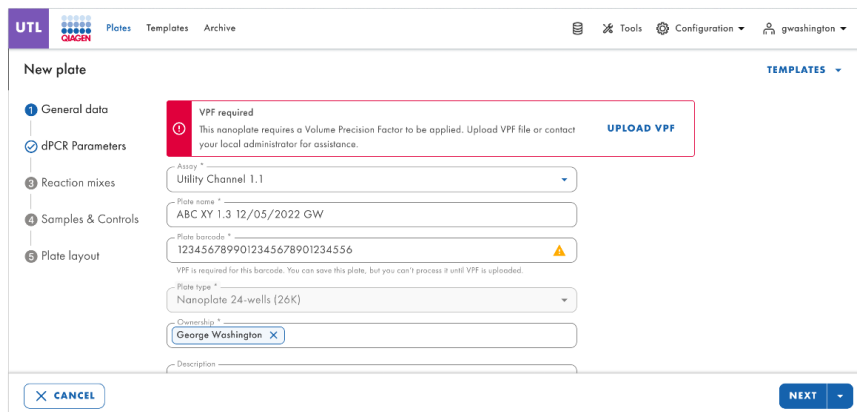 UTL
QIAGEN
Plates Templates Archive
Tools Configuration gwashington
New plate
TEMPLATES
1 General data
dPCR Parameters
3 Reaction mixes
4 Samples & Controls
5 Plate layout
VPF required
This nanoplate requires a Volume Precision Factor to be applied. Upload VPF file or contact
your local administrator for assistance.
UPLOAD VPF
Assay *
Utility Channel 1.1
Plate name *
ABC XY 1.3 12/05/2022 GW
Plate barcode *
1234567899012345678901234556
VPF is required for this barcode. You can save this plate, but you can't process it until VPF is uploaded.
Plate type *
Nanoplate 24-wells (26K)
Ownership *
George Washington
Description
CANCEL
NEXT